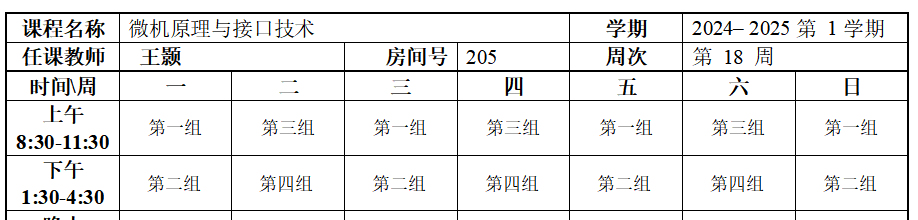 课程名称 微机原理与接口技术 学期 2024–2025 第 1 学期
任课教师 王题 房间号 205 周次 第 18 周
时间\周 一 二 三 四 五 六 日
上午
8:30-11:30 第一组 第三组 第一组 第三组 第一组 第三组 第一组
下午
1:30-4:30 第二组 第四组 第二组 第四组 第二组 第四组 第二组